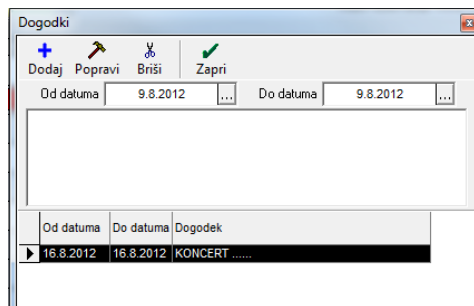 Dogodki
Dodaj Popravi Briši Zapri
Od datuma 9.8.2012 ... Do datuma 9.8.2012 ...
Od datuma Do datuma Dogodek
16.8.2012 16.8.2012 KONCERT ......